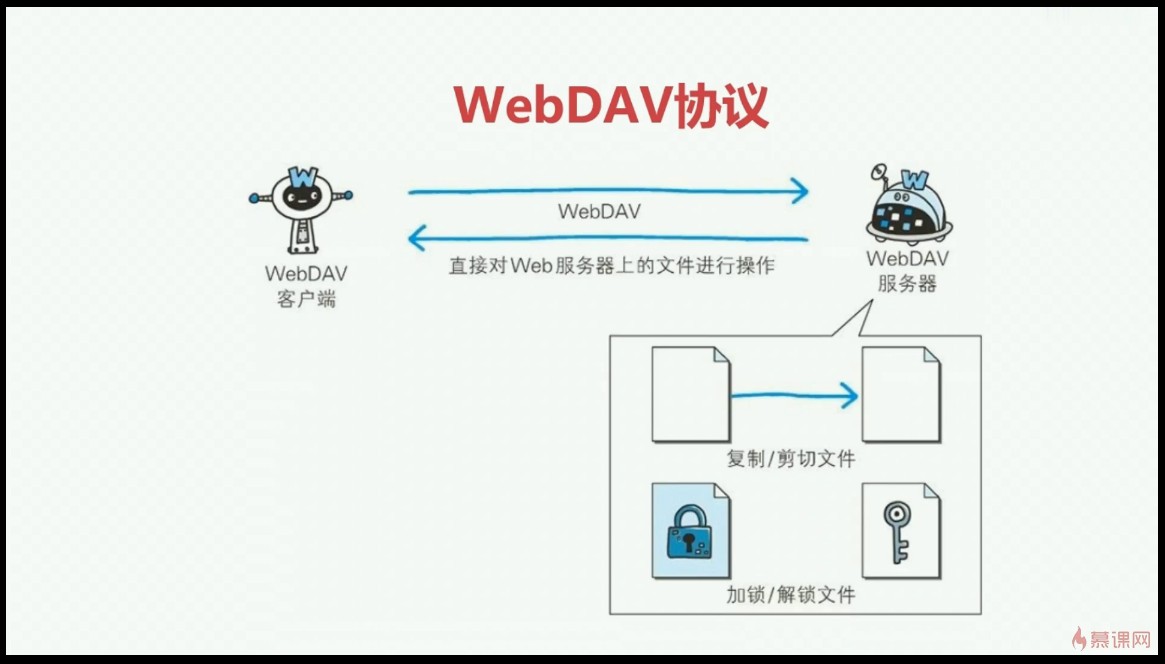 WebDAV协议
W
W
WebDAV
直接对Web服务器上的文件进行操作
WebDAV
客户端
WebDAV
服务器
复制/剪切文件
加锁/解锁文件
慕课网